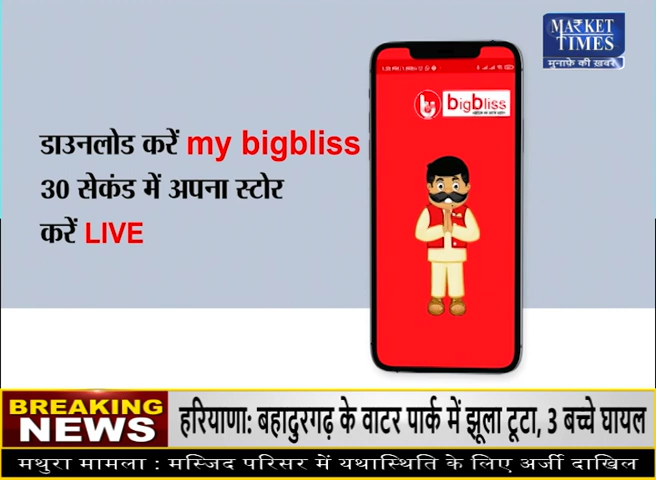 MARKET
TIMES
मुनाफे की ख़बर
bigbliss
डाउनलोड करें my bigbliss
30 सेकंड में अपना स्टोर
करें LIVE
BREAKING
NEWS
हरियाणा: बहादुरगढ़ के वाटर पार्क में झूला टूटा, 3 बच्चे घायल
मथुरा मामला : मस्जिद परिसर में यथास्थिति के लिए अर्जी दाखिल